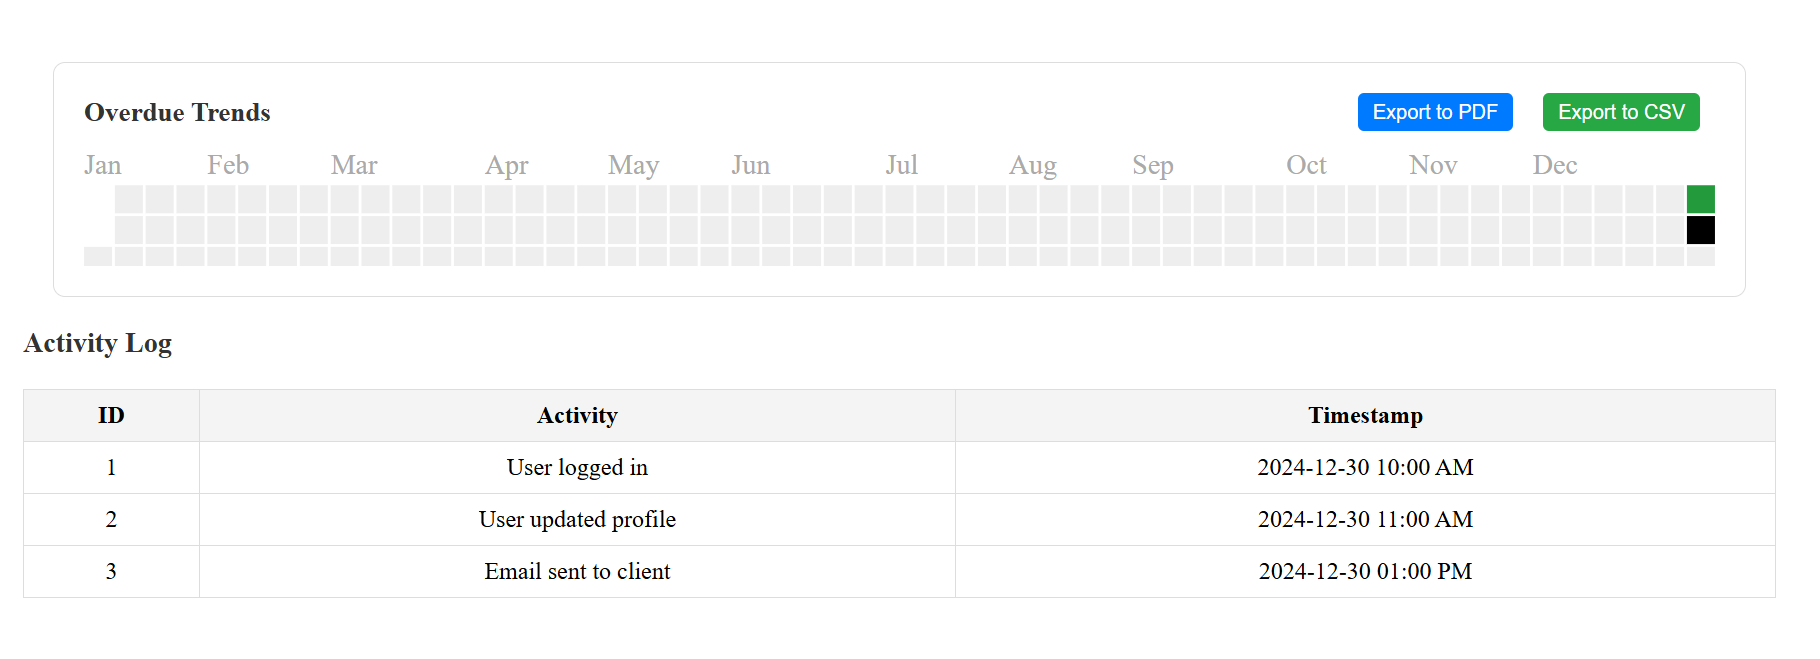 Overdue Trends Export to PDF Export to CSV
Jan Feb Mar Apr May Jun Jul Aug Sep Oct Nov Dec
Activity Log
ID Activity Timestamp
1 User logged in 2024-12-30 10:00 AM
2 User updated profile 2024-12-30 11:00 AM
3 Email sent to client 2024-12-30 01:00 PM